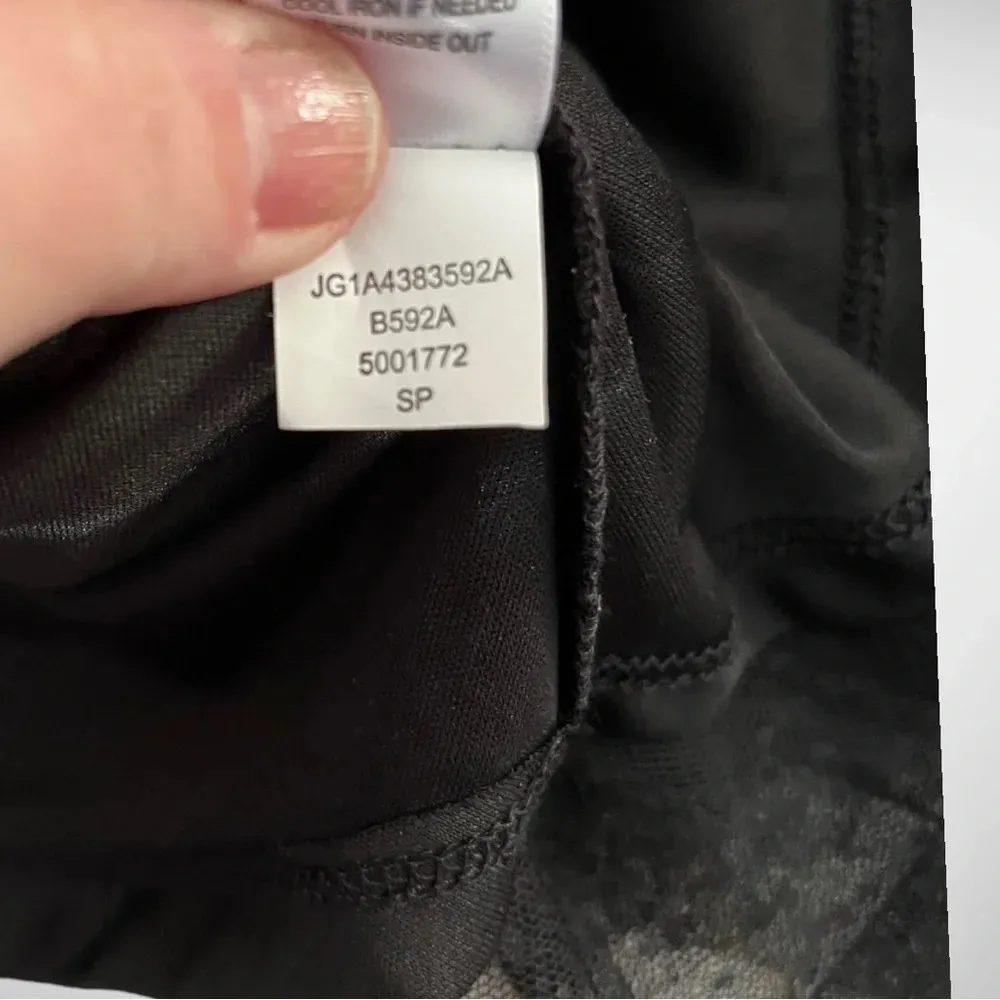 COOL IRON IF NEEDED
INSIDE OUT
JG1A4383592A
B592A
5001772
SP